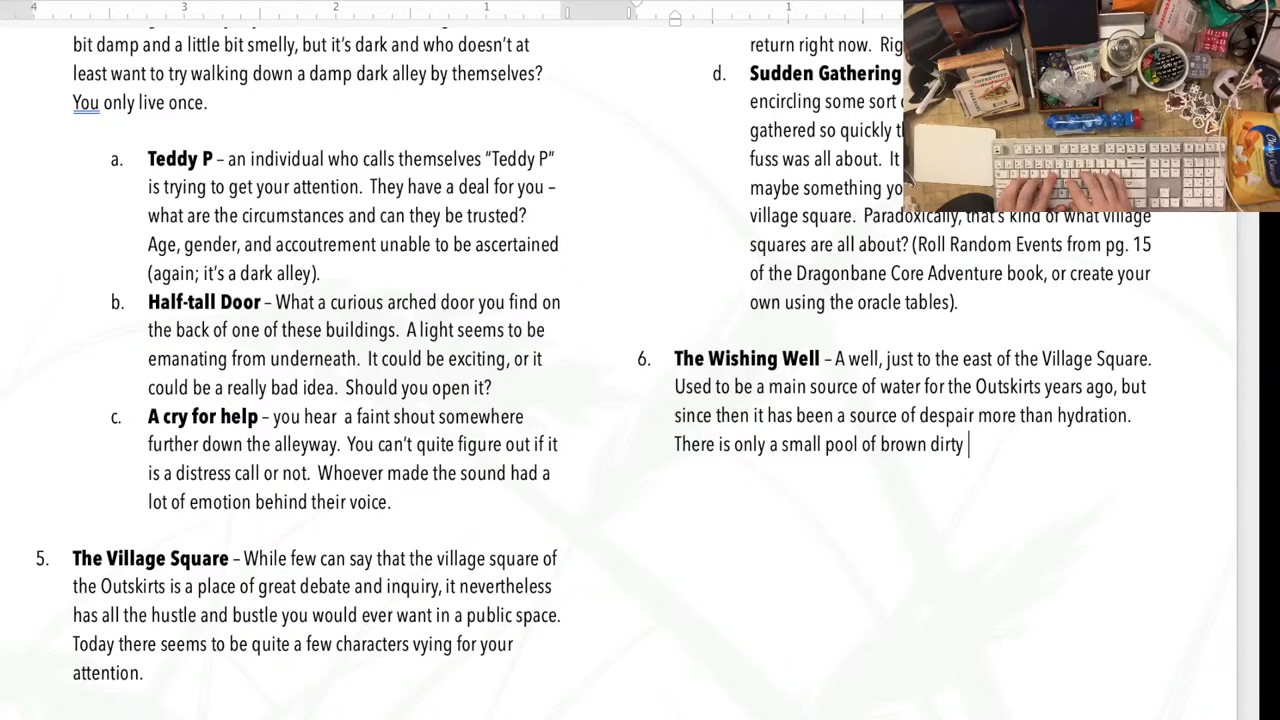 4 3 2 1 1
bit damp and a little bit smelly, but it's dark and who doesn't at
least want to try walking down a damp dark alley by themselves?
You only live once.
a. Teddy P – an individual who calls themselves "Teddy P"
is trying to get your attention. They have a deal for you –
what are the circumstances and can they be trusted?
Age, gender, and accoutrement unable to be ascertained
(again; it's a dark alley).
b. Half-tall Door – What a curious arched door you find on
the back of one of these buildings. A light seems to be
emanating from underneath. It could be exciting, or it
could be a really bad idea. Should you open it?
c. A cry for help – you hear a faint shout somewhere
further down the alleyway. You can't quite figure out if it
is a distress call or not. Whoever made the sound had a
lot of emotion behind their voice.
5. The Village Square – While few can say that the village square of
the Outskirts is a place of great debate and inquiry, it nevertheless
has all the hustle and bustle you would ever want in a public space.
Today there seems to be quite a few characters vying for your
attention.
return right now.
d. Sudden Gathering
encircling some sort
gathered so quickly
fuss was all about. It
maybe something
village square. Paradoxically, that's kind of what village
squares are all about? (Roll Random Events from pg. 15
of the Dragonbane Core Adventure book, or create your
own using the oracle tables).
6. The Wishing Well – A well, just to the east of the Village Square.
Used to be a main source of water for the Outskirts years ago, but
since then it has been a source of despair more than hydration.
There is only a small pool of brown dirty